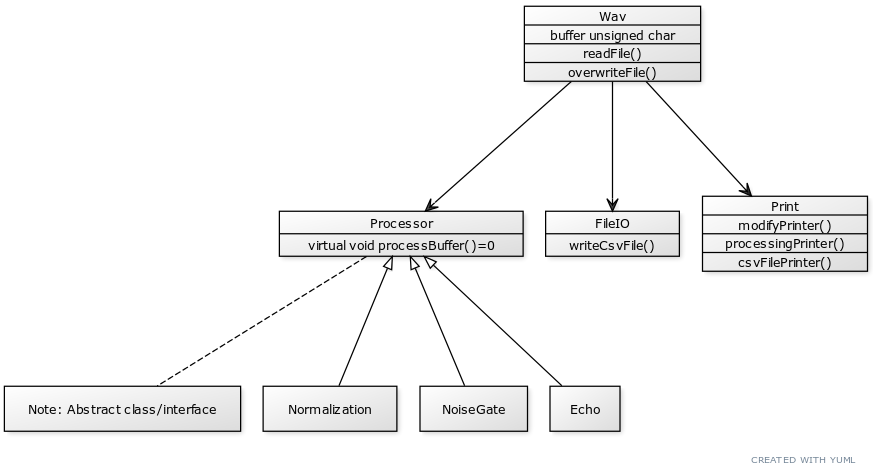 Wav
buffer unsigned char
readFile()
overwriteFile()
Processor
virtual void processBuffer()=0
FileIO
writeCsvFile()
Print
modifyPrinter()
processingPrinter()
csvFilePrinter()
Note: Abstract class/interface
Normalization
NoiseGate
Echo
CREATED WITH YUML